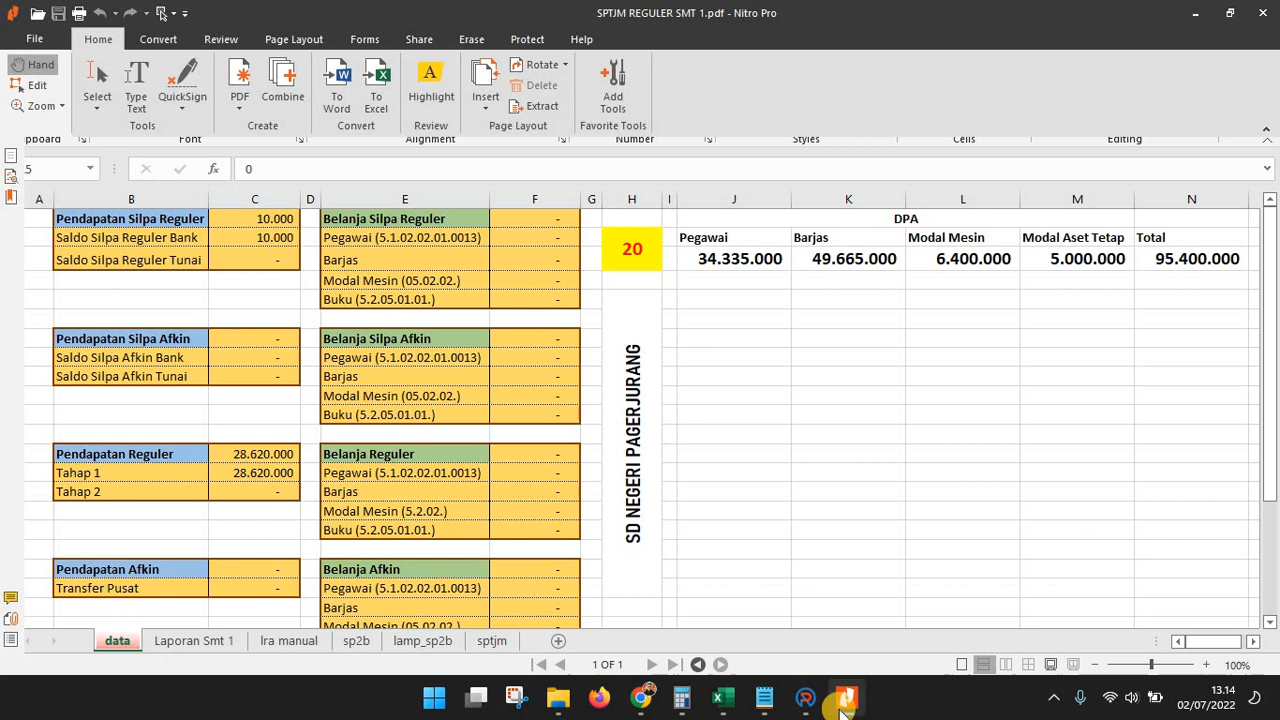 SPTJM REGULER SMT 1.pdf - Nitro Pro
File Home Convert Review Page Layout Forms Share Erase Protect Help
Hand
Edit
Zoom
Select
Type Text
QuickSign
Tools
PDF
Combine
Create
To Word
To Excel
Convert
Highlight
Review
Insert
Rotate
Delete
Extract
Page Layout
Add Tools
Favorite Tools
pboard Font Alignment Number Styles Cells Editing
5 fx 0
A B C D E F G H I J K L M N
Pendapatan Silpa Reguler 10.000
Saldo Silpa Reguler Bank 10.000
Saldo Silpa Reguler Tunai -
Pendapatan Silpa Afkin -
Saldo Silpa Afkin Bank -
Saldo Silpa Afkin Tunai -
Pendapatan Reguler 28.620.000
Tahap 1 28.620.000
Tahap 2 -
Pendapatan Afkin -
Transfer Pusat -
Belanja Silpa Reguler -
Pegawai (5.1.02.02.01.0013) -
Barjas -
Modal Mesin (05.02.02.) -
Buku (5.2.05.01.01.) -
Belanja Silpa Afkin -
Pegawai (5.1.02.02.01.0013) -
Barjas -
Modal Mesin (05.02.02.) -
Buku (5.2.05.01.01.) -
Belanja Reguler -
Pegawai (5.1.02.02.01.0013) -
Barjas -
Modal Mesin (5.2.02.) -
Buku (5.2.05.01.01.) -
Belanja Afkin -
Pegawai (5.1.02.02.01.0013) -
Barjas -
Modal Mesin (05.02.02.) -
20
SD NEGERI PAGERJURANG
DPA
Pegawai Barjas Modal Mesin Modal Aset Tetap Total
34.335.000 49.665.000 6.400.000 5.000.000 95.400.000
data Laporan Smt 1 lra manual sp2b lamp_sp2b sptjm
1 OF 1
100%
13.14
02/07/2022